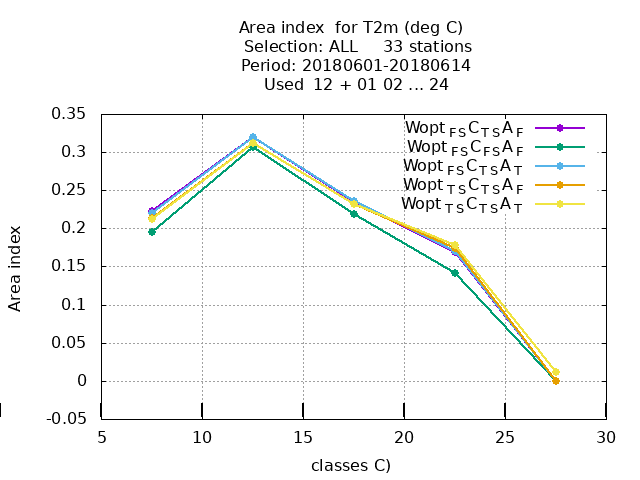 Area index  for T2m (deg C)
Selection: ALL     33 stations
Period: 20180601-20180614
Used  12 + 01 02 ... 24
Wopt FS C TS A F
Wopt FS C FS A F
Wopt FS C TS A T
Wopt TS C TS A F
Wopt TS C TS A T
Area index
0.35
0.3
0.25
0.2
0.15
0.1
0.05
0
-0.05
5 10 15 20 25 30
classes C)